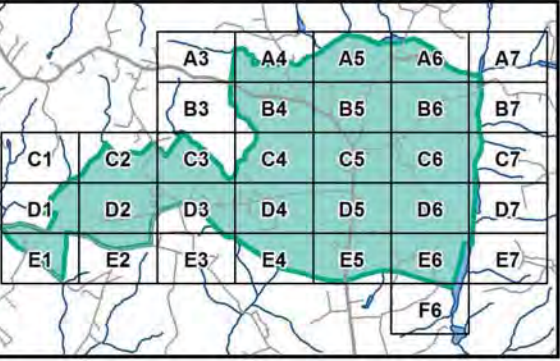 A3 A4 A5 A6 A7
B3 B4 B5 B6 B7
C1 C2 C3 C4 C5 C6 C7
D1 D2 D3 D4 D5 D6 D7
E1 E2 E3 E4 E5 E6 E7
F6